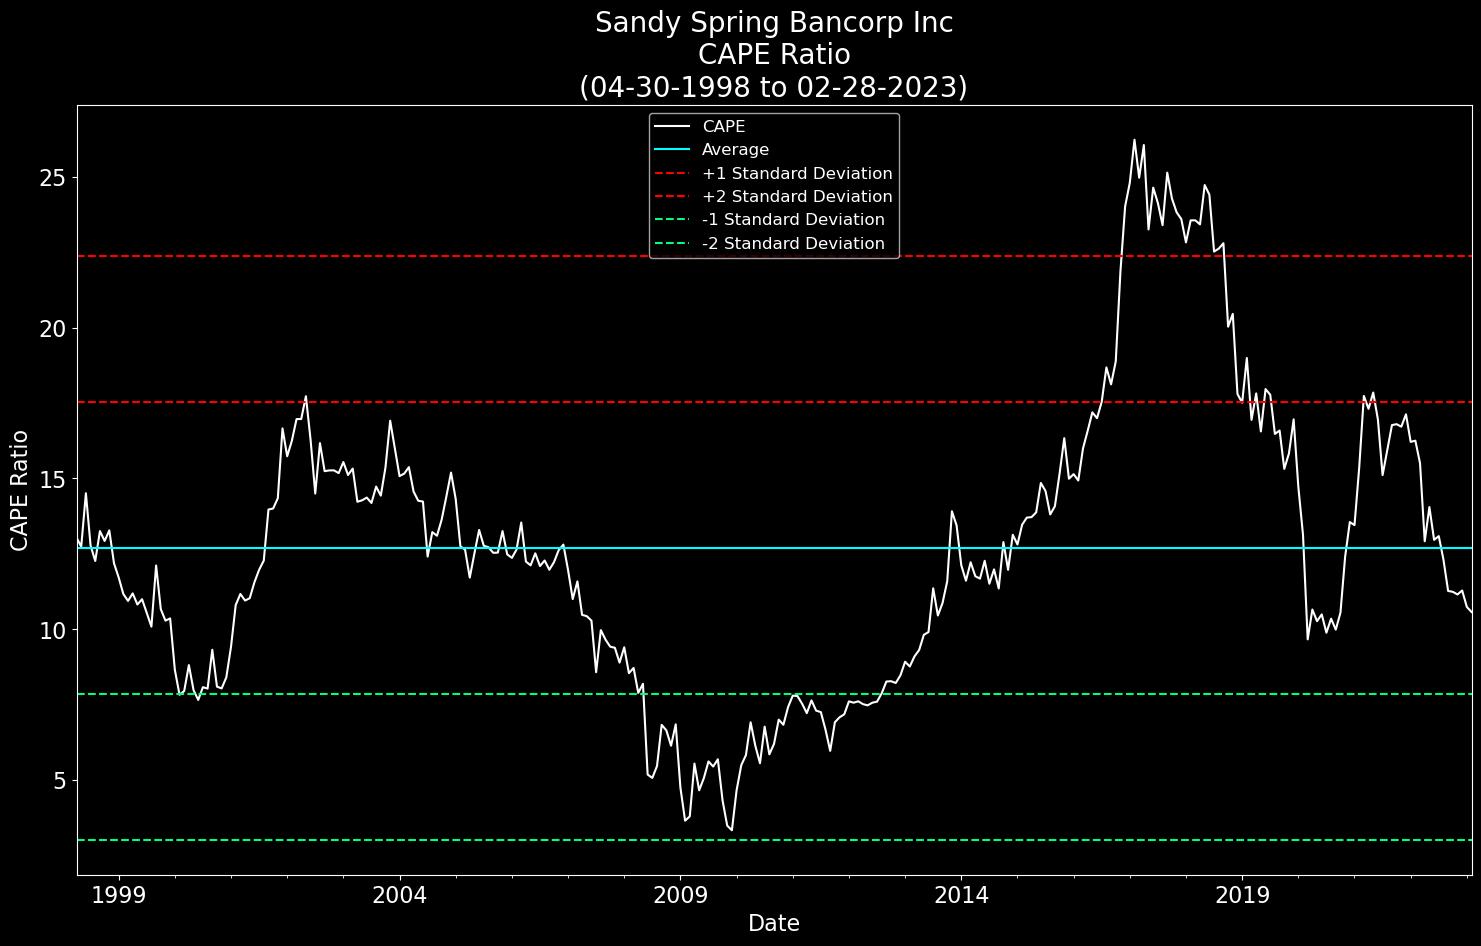 Sandy Spring Bancorp Inc
CAPE Ratio
(04-30-1998 to 02-28-2023)
CAPE
Average
+1 Standard Deviation
+2 Standard Deviation
-1 Standard Deviation
-2 Standard Deviation
CAPE Ratio
25
20
15
10
5
1999
2004
2009
2014
2019
Date